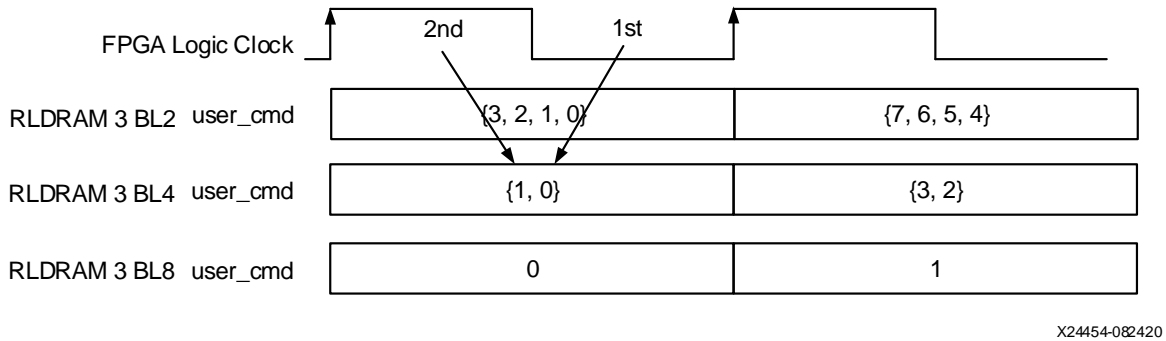 2nd 1st
FPGA Logic Clock
RLDRAM 3 BL2 user_cmd {3, 2, 1, 0} {7, 6, 5, 4}
RLDRAM 3 BL4 user_cmd {1, 0} {3, 2}
RLDRAM 3 BL8 user_cmd 0 1
X24454-082420